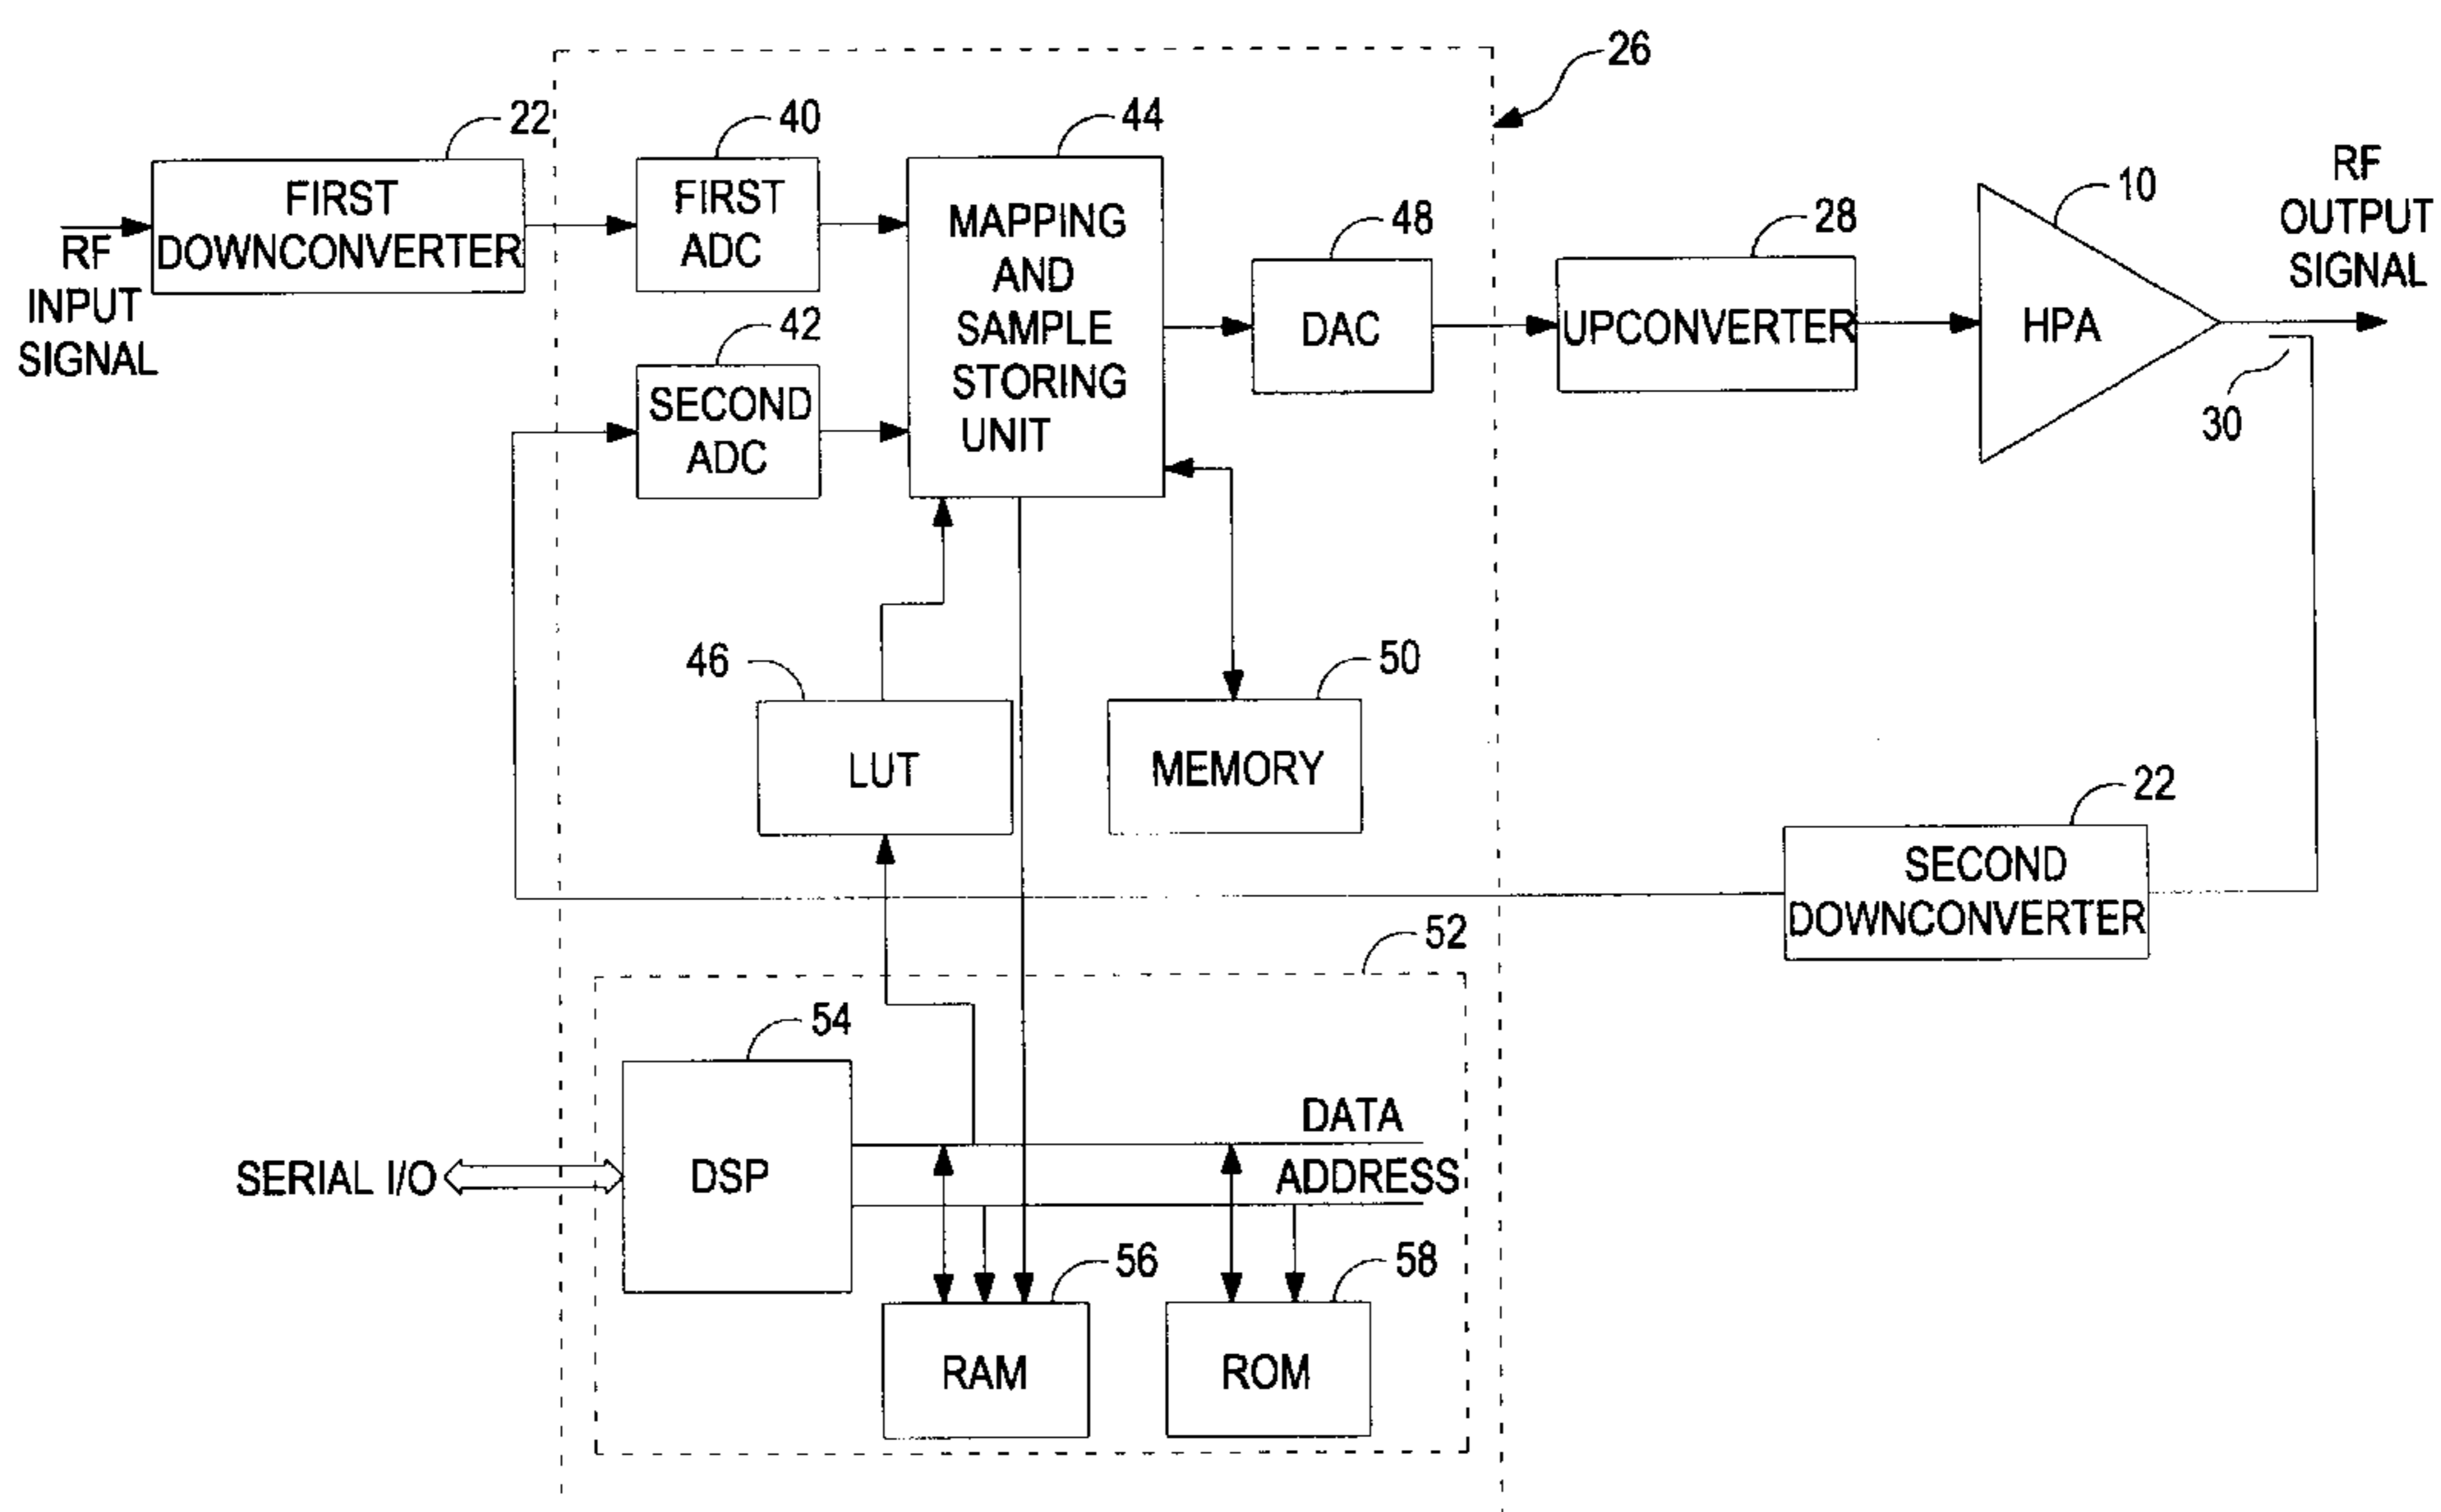 26
22
40
44
FIRST
DOWNCONVERTER
RF
INPUT
SIGNAL
FIRST
ADC
MAPPING
AND
SAMPLE
STORING
UNIT
42
SECOND
ADC
48
DAC
28
UPCONVERTER
10
HPA
RF
OUTPUT
SIGNAL
30
46
LUT
50
MEMORY
22
SECOND
DOWNCONVERTER
52
54
DSP
SERIAL I/O
DATA
ADDRESS
56
RAM
58
ROM